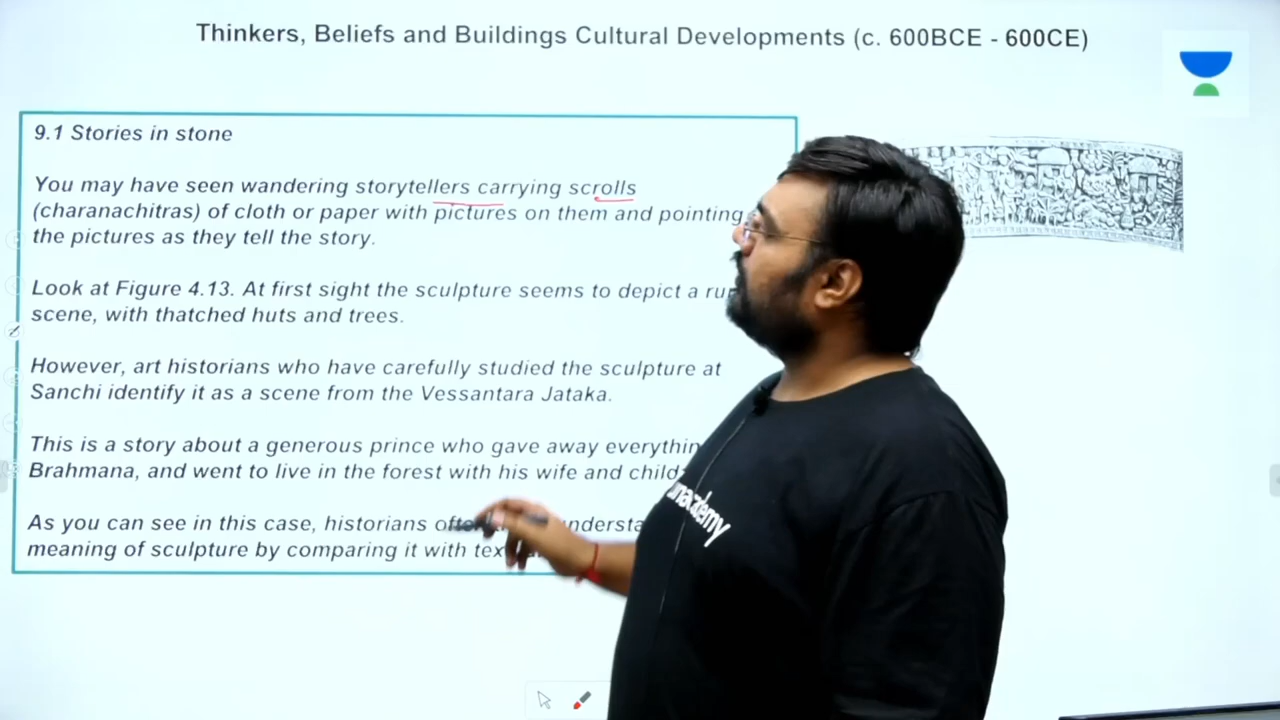 Thinkers, Beliefs and Buildings Cultural Developments (c. 600BCE - 600CE)
9.1 Stories in stone
You may have seen wandering storytellers carrying scrolls
(charanachitras) of cloth or paper with pictures on them and pointing
the pictures as they tell the story.
Look at Figure 4.13. At first sight the sculpture seems to depict a
scene, with thatched huts and trees.
However, art historians who have carefully studied the sculpture at
Sanchi identify it as a scene from the Vessantara Jataka.
This is a story about a generous prince who gave away
Brahmana, and went to live in the forest with his wife and
As you can see in this case, historians
meaning of sculpture by comparing it with